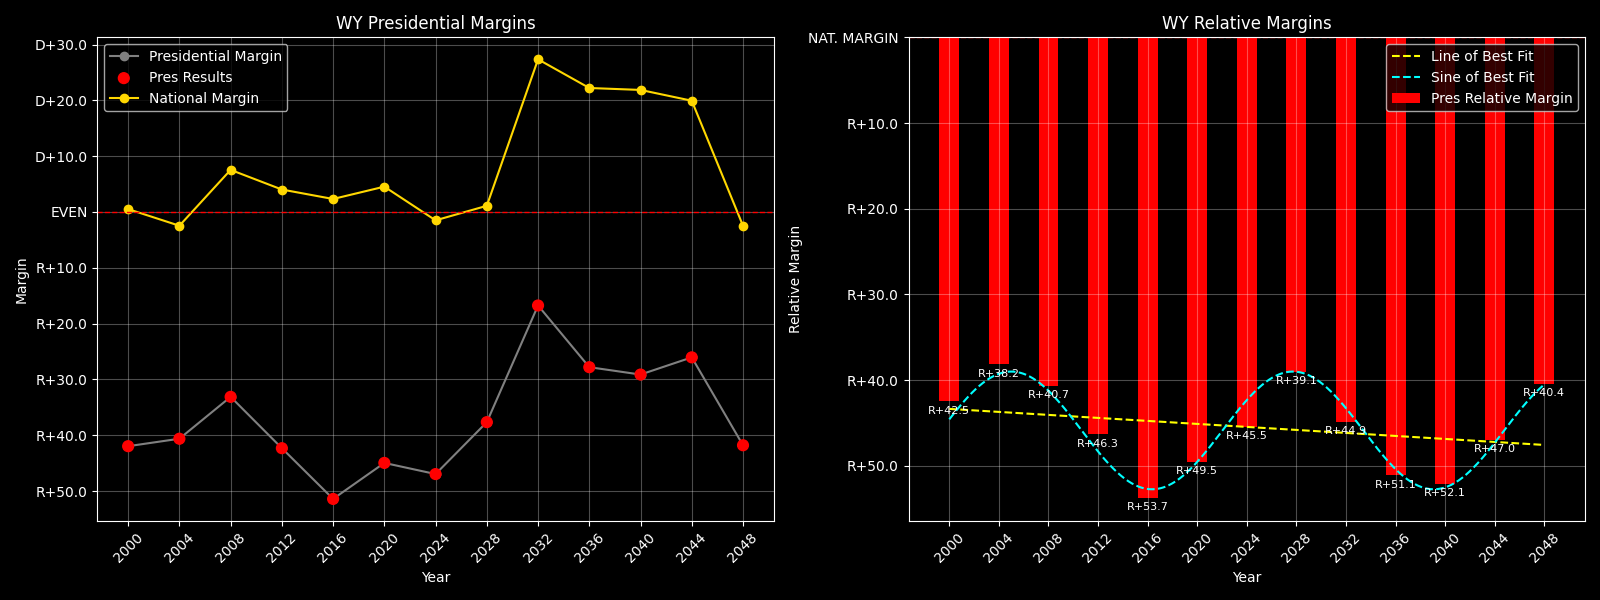 WY Presidential Margins
D+30.0
D+20.0
D+10.0
EVEN
R+10.0
R+20.0
R+30.0
R+40.0
R+50.0
Margin
Presidential Margin
Pres Results
National Margin
2000
2004
2008
2012
2016
2020
2024
2028
2032
2036
2040
2044
2048
Year
WY Relative Margins
NAT. MARGIN
R+10.0
R+20.0
R+30.0
R+40.0
R+50.0
Relative Margin
Line of Best Fit
Sine of Best Fit
Pres Relative Margin
R+42.5
R+38.2
R+40.7
R+46.3
R+53.7
R+49.5
R+45.5
R+39.1
R+44.9
R+51.1
R+52.1
R+47.0
R+40.4
2000
2004
2008
2012
2016
2020
2024
2028
2032
2036
2040
2044
2048
Year